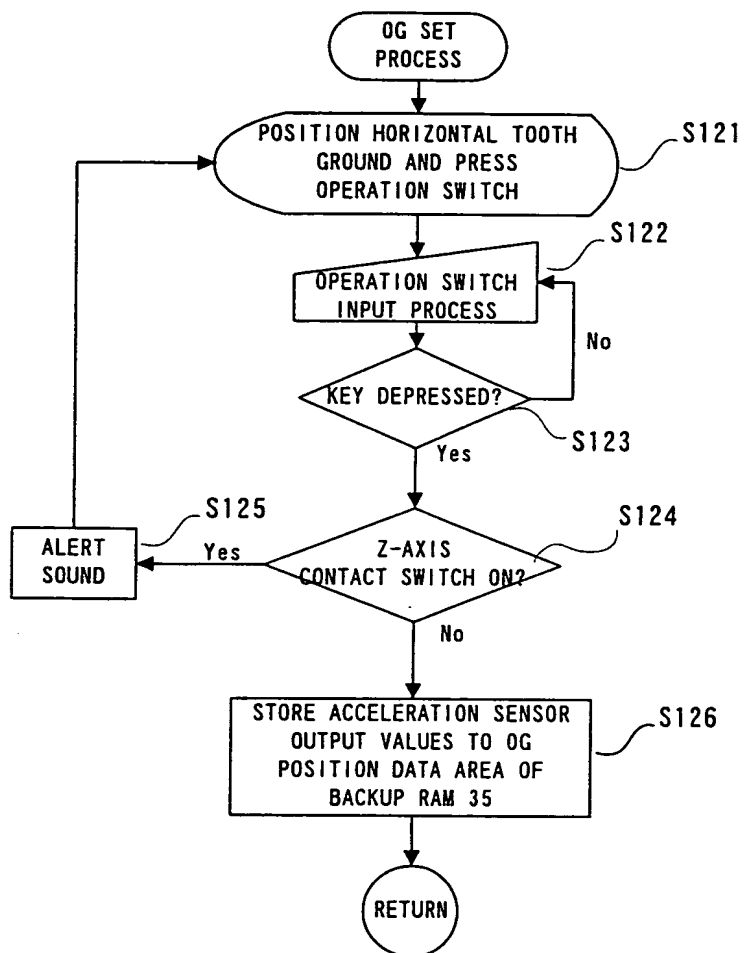 OG SET
PROCESS
POSITION HORIZONTAL TOOTH
GROUND AND PRESS
OPERATION SWITCH
S121
S122
OPERATION SWITCH
INPUT PROCESS
No
KEY DEPRESSED?
S123
Yes
S125
S124
ALERT
SOUND
Yes
Z-AXIS
CONTACT SWITCH ON?
No
STORE ACCELERATION SENSOR
OUTPUT VALUES TO OG
POSITION DATA AREA OF
BACKUP RAM 35
S126
RETURN